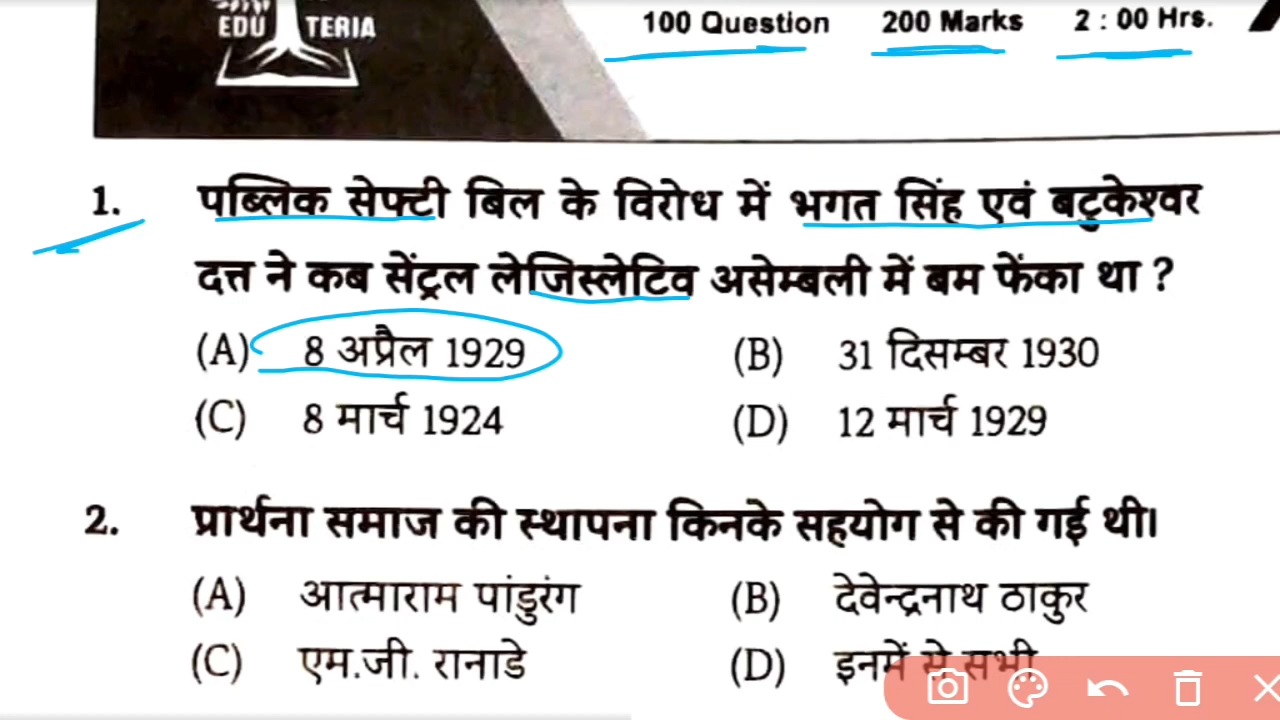 EDU TERIA
100 Question 200 Marks 2 : 00 Hrs.
1. पब्लिक सेफ्टी बिल के विरोध में भगत सिंह एवं बटुकेश्वर
दत्त ने कब सेंट्रल लेजिस्लेटिव असेम्बली में बम फेंका था ?
(A) 8 अप्रैल 1929 (B) 31 दिसम्बर 1930
(C) 8 मार्च 1924 (D) 12 मार्च 1929
2. प्रार्थना समाज की स्थापना किनके सहयोग से की गई थी।
(A) आत्माराम पांडुरंग (B) देवेन्द्रनाथ ठाकुर
(C) एम.जी. रानाडे (D) इनमें से सभी